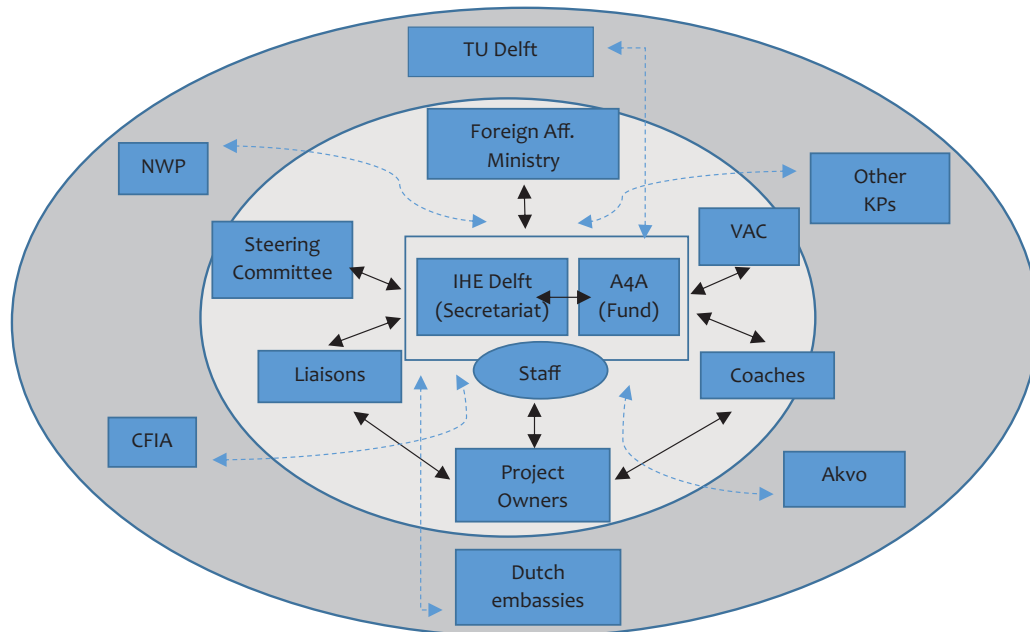 TU Delft
Foreign Aff.
Ministry
NWP
Other
KPs
VAC
Steering
Committee
IHE Delft
(Secretariat)
A4A
(Fund)
Liaisons
Staff
Coaches
CFIA
Project
Owners
Akvo
Dutch
embassies